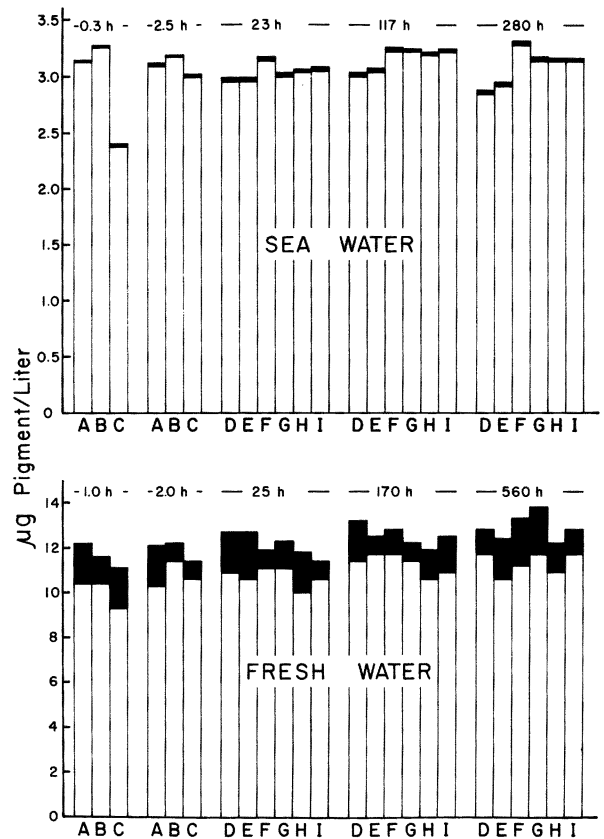 3.5
-0.3 h - -2.5 h - — 23 h — — 117 h — — 280 h —
3.0
2.5
2.0
1.5
1.0
0.5
0
SEA WATER
A B C A B C D E F G H I D E F G H I D E F G H I
µg Pigment/Liter
-1.0 h - -2.0 h - — 25 h — — 170 h — — 560 h —
14
12
10
8
6
4
2
0
FRESH WATER
A B C A B C D E F G H I D E F G H I D E F G H I